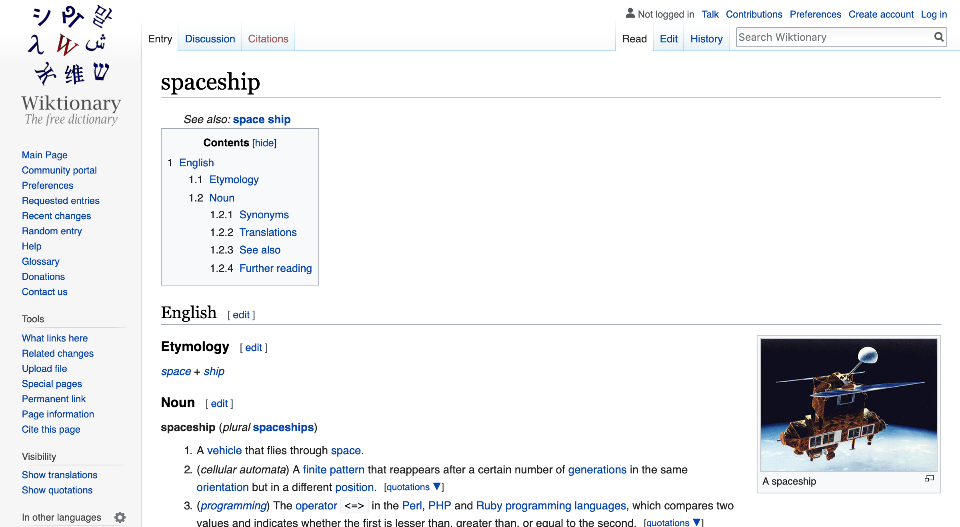 Not logged in Talk Contributions Preferences Create account Log in
Entry Discussion Citations Read Edit History Search Wiktionary
シ 말
λ W ش
维 ש
Wiktionary
The free dictionary
Main Page
Community portal
Preferences
Requested entries
Recent changes
Random entry
Help
Glossary
Donations
Contact us
Tools
What links here
Related changes
Upload file
Special pages
Permanent link
Page information
Cite this page
Visibility
Show translations
Show quotations
In other languages
spaceship
See also: space ship
Contents [hide]
1 English
1.1 Etymology
1.2 Noun
1.2.1 Synonyms
1.2.2 Translations
1.2.3 See also
1.2.4 Further reading
English [ edit ]
Etymology [ edit ]
space + ship
Noun [ edit ]
spaceship (plural spaceships)
1. A vehicle that flies through space.
2. (cellular automata) A finite pattern that reappears after a certain number of generations in the same
orientation but in a different position. [quotations ▼]
3. (programming) The operator <=> in the Perl, PHP and Ruby programming languages, which compares two
values and indicates whether the first is lesser than, greater than, or equal to the second. [quotations ▼]
A spaceship